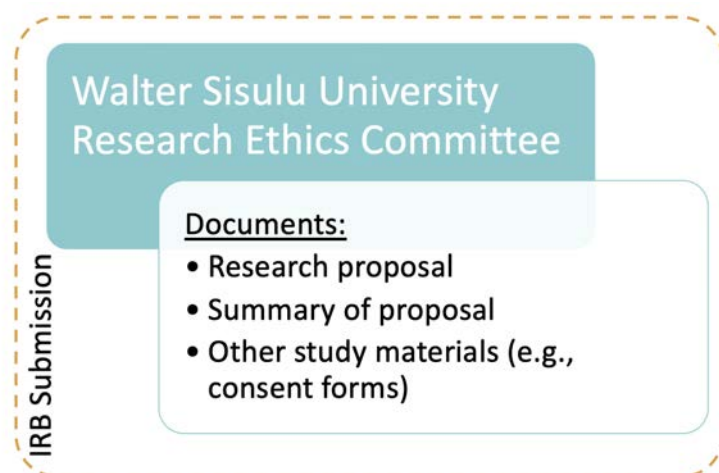 Walter Sisulu University
Research Ethics Committee
Documents:
• Research proposal
• Summary of proposal
• Other study materials (e.g.,
consent forms)
IRB Submission